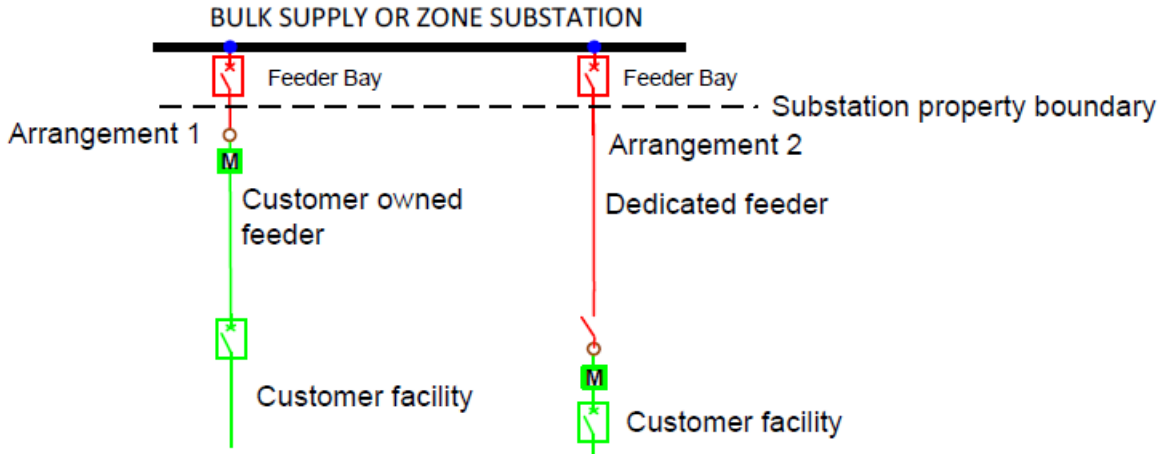 BULK SUPPLY OR ZONE SUBSTATION
Feeder Bay
Feeder Bay
Substation property boundary
Arrangement 1
Arrangement 2
M
Customer owned
feeder
Dedicated feeder
M
Customer facility
Customer facility